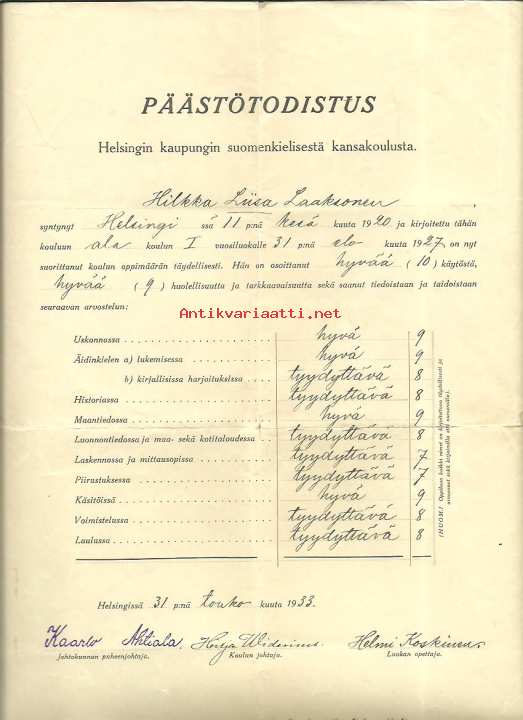 PÄÄSTÖTODISTUS
Helsingin kaupungin suomenkielisestä kansakoulusta.
Hilkka Liisa Laaksonen
syntynyt Helsingi ssä 11 p:nä kesä kuuta 1920 ja kirjoitettu tähän
kouluun ala koulun I vuosiluokalle 31 p:nä elo- kuuta 1927, on nyt
suorittanut koulun oppimäärän täydellisesti. Hän on osoittanut hyvää (10) käytöstä,
hyvää (9) huolellisuutta ja tarkkaavaisuutta sekä saanut tiedoistaan ja taidoistaan
seuraavan arvostelun:
Antikvariaatti.net
Uskonnossa hyvä 9
Äidinkielen a) lukemisessa hyvä 9
b) kirjallisissa harjoituksissa tyydyttävä 8
Historiassa tyydyttävä 8
Maantiedossa hyvä 9
Luonnontiedossa ja maa- sekä kotitaloudessa tyydyttävä 8
Laskennossa ja mittausopissa tyydyttävä 7
Piirustuksessa tyydyttävä 7
Käsitöissä hyvä 9
Voimistelussa tyydyttävä 8
Laulussa tyydyttävä 8
Helsingissä 31 p:nä touko kuuta 1933.
Kaarlo Ahtiala Widerius Helmi Koskinen
Johtokunnan puheenjohtaja. Koulun johtaja. Luokan opettaja.